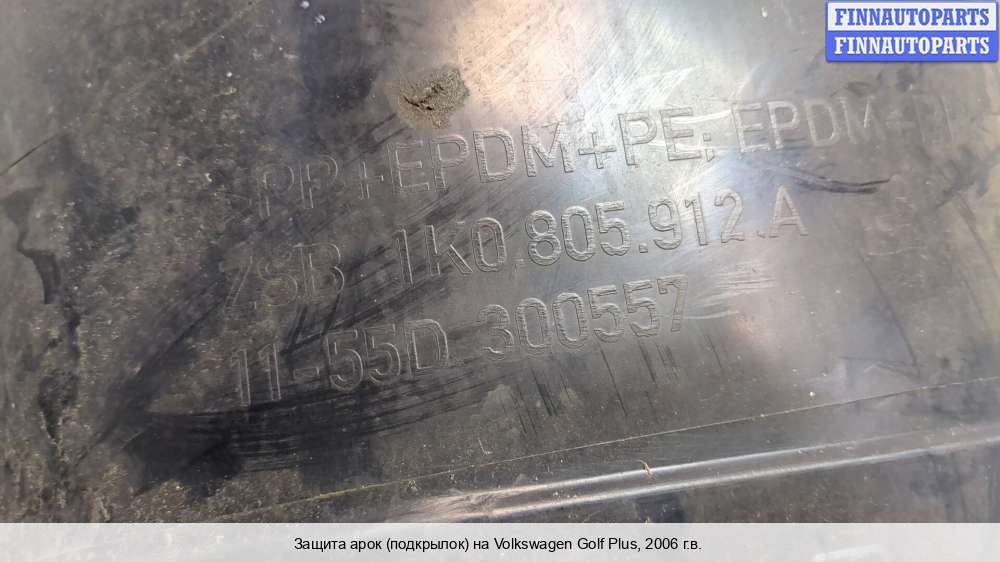 FINNAUTOPARTS
FINNAUTOPARTS
PP+EPDM+PE;EPDM
ZSB-1K0.805.912.A
11-55D.300557
Защита арок (подкрылок) на Volkswagen Golf Plus, 2006 г.в.